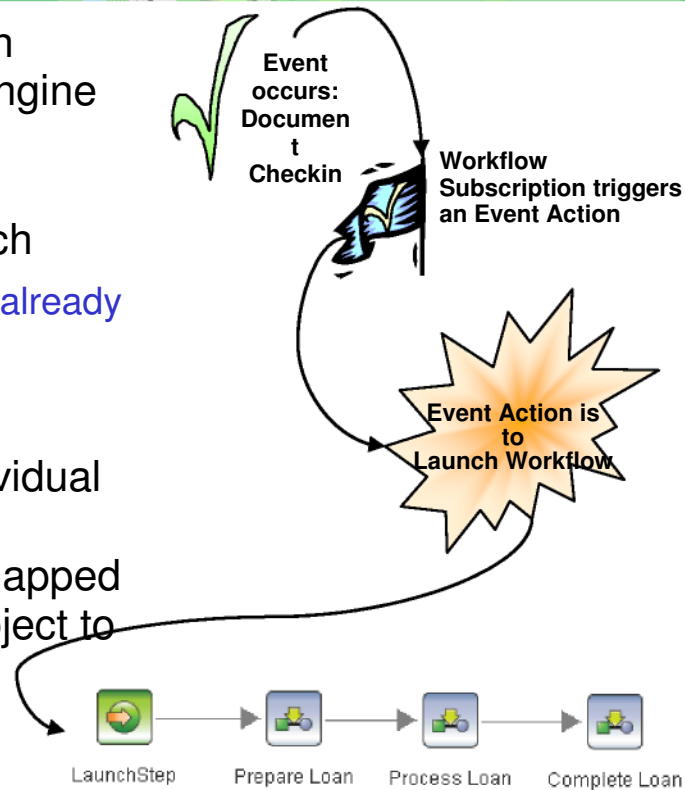 n
ngine
ch
already
vidual
apped
ject to
Event
occurs:
Documen
t
Checkin
Workflow
Subscription triggers
an Event Action
Event Action is
to
Launch Workflow
LaunchStep
Prepare Loan
Process Loan
Complete Loan